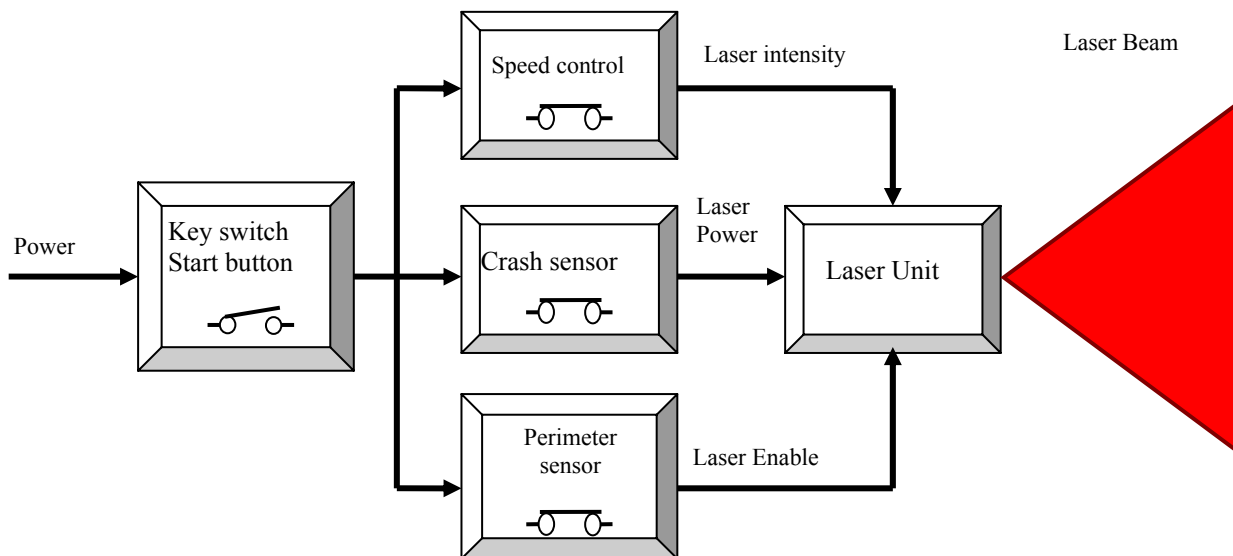 Speed control
Laser intensity
Laser Beam
Power
Key switch
Start button
Crash sensor
Laser
Power
Laser Unit
Perimeter
sensor
Laser Enable